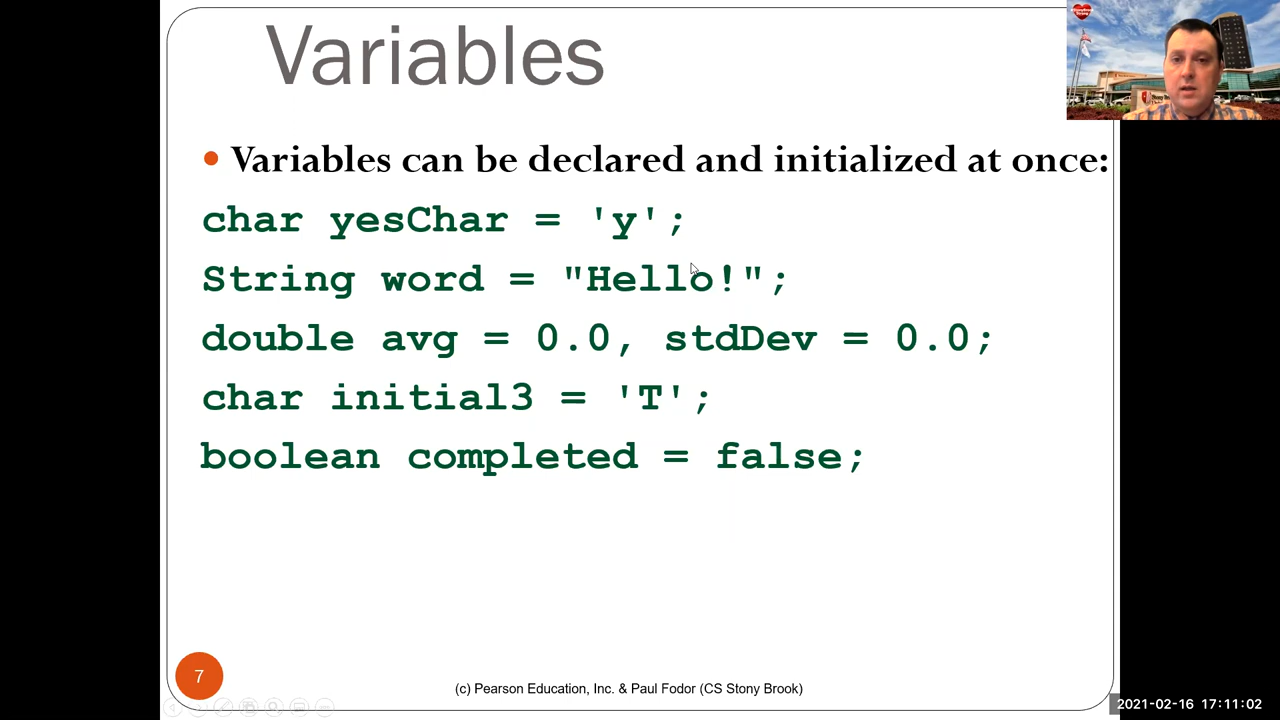 Variables
• Variables can be declared and initialized at once:
char yesChar = 'y';
String word = "Hello!";
double avg = 0.0, stdDev = 0.0;
char initial3 = 'T';
boolean completed = false;
7
(c) Pearson Education, Inc. & Paul Fodor (CS Stony Brook)
2021-02-16 17:11:02